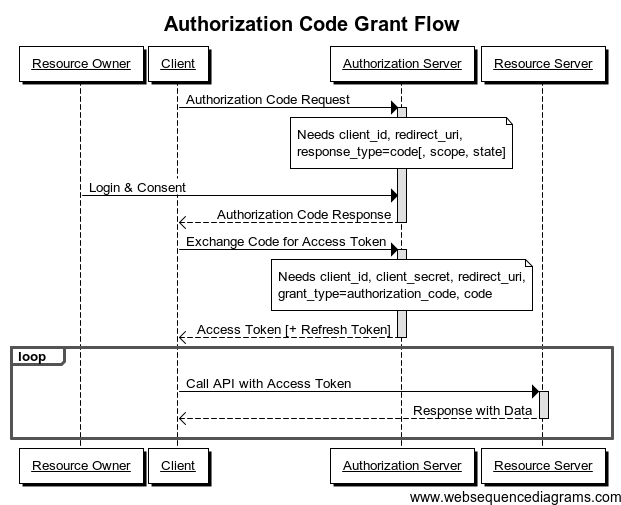 Authorization Code Grant Flow
Resource Owner
Client
Authorization Server
Resource Server
Authorization Code Request
Needs client_id, redirect_uri,
response_type=code[, scope, state]
Login & Consent
Authorization Code Response
Exchange Code for Access Token
Needs client_id, client_secret, redirect_uri,
grant_type=authorization_code, code
Access Token [+ Refresh Token]
loop
Call API with Access Token
Response with Data
Resource Owner
Client
Authorization Server
Resource Server
www.websequencediagrams.com